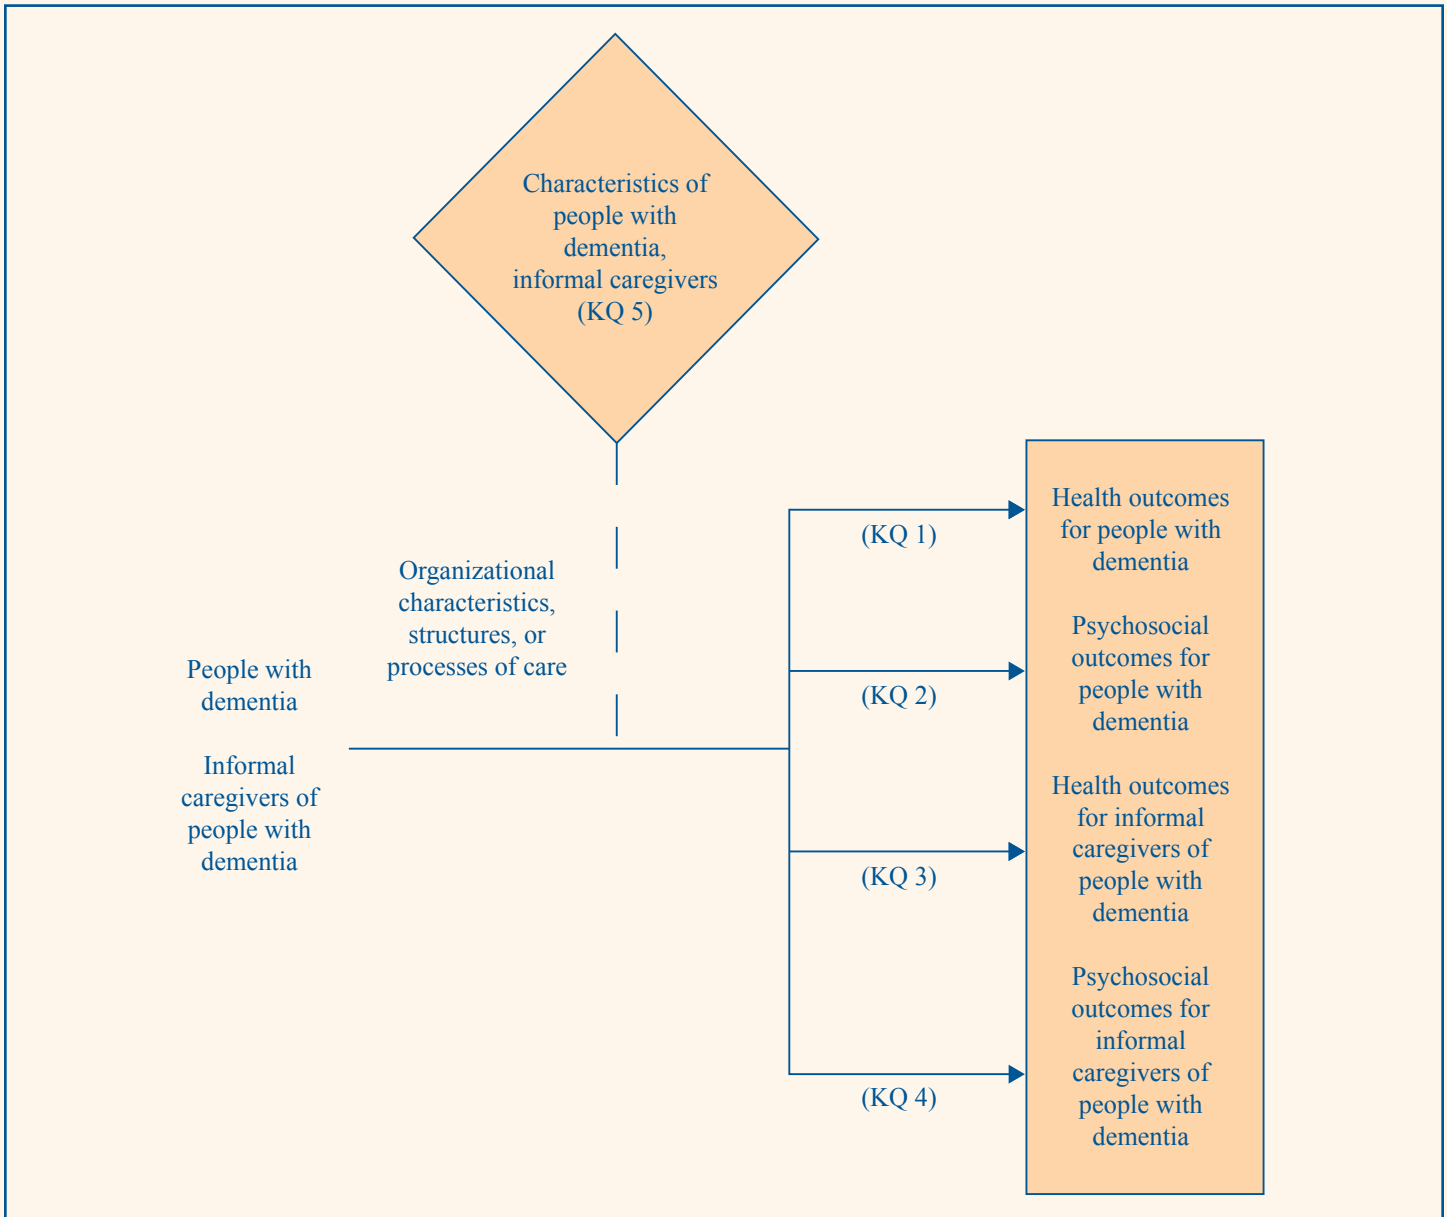 Characteristics of
people with
dementia,
informal caregivers
(KQ 5)
Organizational
characteristics,
structures, or
processes of care
People with
dementia
Informal
caregivers of
people with
dementia
(KQ 1)
(KQ 2)
(KQ 3)
(KQ 4)
Health outcomes
for people with
dementia
Psychosocial
outcomes for
people with
dementia
Health outcomes
for informal
caregivers of
people with
dementia
Psychosocial
outcomes for
informal
caregivers of
people with
dementia